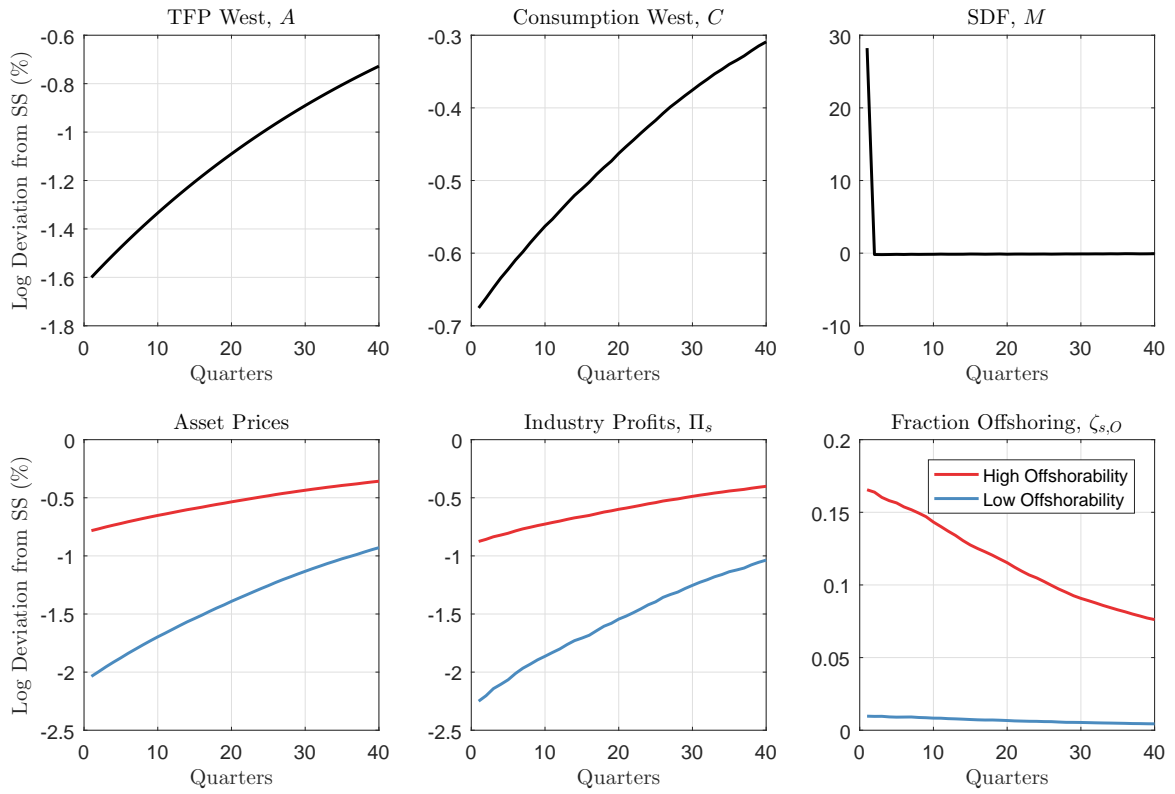 TFP West, A
Consumption West, C
SDF, M
Log Deviation from SS (%)
-0.6
-0.8
-1
-1.2
-1.4
-1.6
-1.8
0 10 20 30 40
Quarters
-0.3
-0.4
-0.5
-0.6
-0.7
0 10 20 30 40
Quarters
30
20
10
0
-10
0 10 20 30 40
Quarters
Asset Prices
Industry Profits, Πs
Fraction Offshoring, ζs,O
Log Deviation from SS (%)
0
-0.5
-1
-1.5
-2
-2.5
0 10 20 30 40
Quarters
0
-0.5
-1
-1.5
-2
-2.5
0 10 20 30 40
Quarters
0.2
0.15
0.1
0.05
0
0 10 20 30 40
Quarters
High Offshorability
Low Offshorability